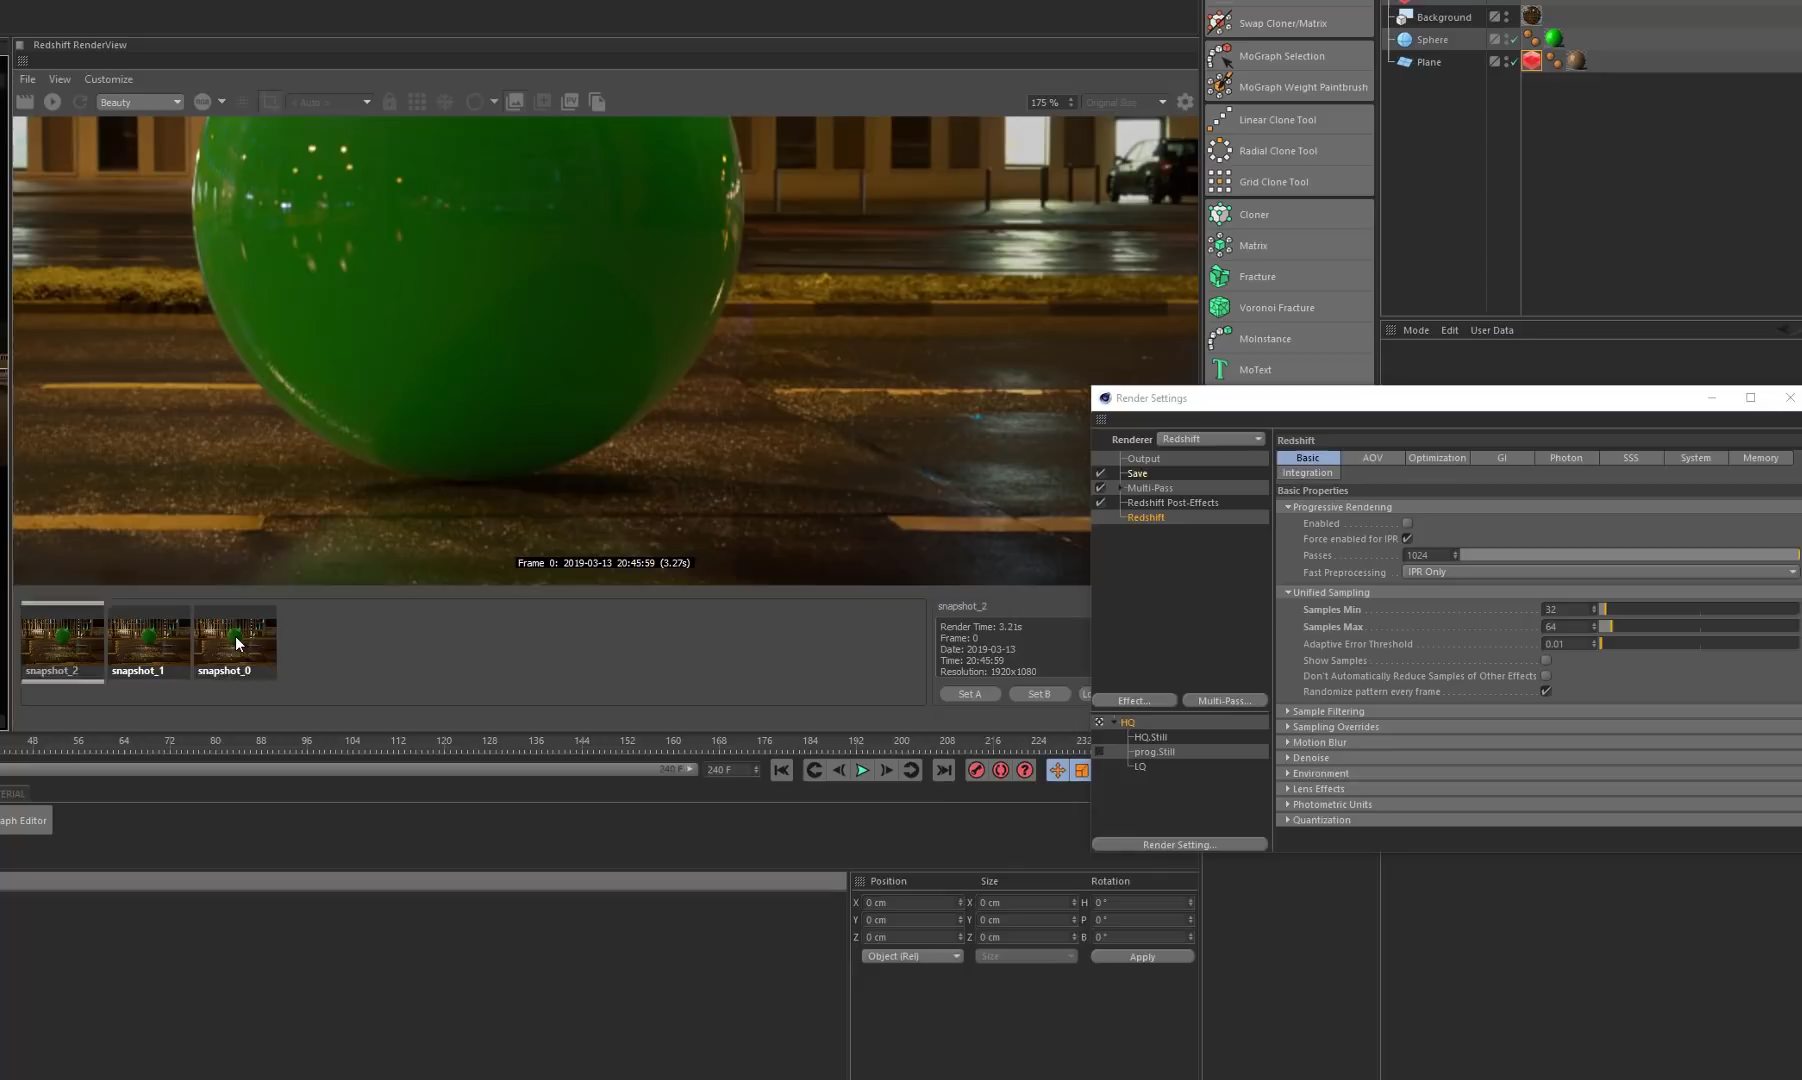 Redshift RenderView
File View Customize
Beauty
RGB
< Auto >
PV
175 %
Original Size
Frame 0: 2019-03-13 20:45:59 (3.27s)
snapshot_2
snapshot_1
snapshot_0
snapshot_2
Render Time: 3.21s
Frame: 0
Date: 2019-03-13
Time: 20:45:59
Resolution: 1920x1080
Set A
Set B
48 56 64 72 80 88 96 104 112 120 128 136 144 152 160 168 176 184 192 200 208 216 224 232
240 F
240 F
aph Editor
Position Size Rotation
X 0 cm X 0 cm H 0 °
Y 0 cm Y 0 cm P 0 °
Z 0 cm Z 0 cm B 0 °
Object (Rel)
Size
Apply
Swap Cloner/Matrix
MoGraph Selection
MoGraph Weight Paintbrush
Linear Clone Tool
Radial Clone Tool
Grid Clone Tool
Cloner
Matrix
Fracture
Voronoi Fracture
MoInstance
MoText
Background
Sphere
Plane
Mode Edit User Data
Render Settings
Renderer Redshift
Output
Save
Multi-Pass
Redshift Post-Effects
Redshift
Effect...
Multi-Pass...
HQ
HQ.Still
prog.Still
LQ
Render Setting...
Redshift
Basic AOV Optimization GI Photon SSS System Memory
Integration
Basic Properties
Progressive Rendering
Enabled
Force enabled for IPR
Passes 1024
Fast Preprocessing IPR Only
Unified Sampling
Samples Min 32
Samples Max 64
Adaptive Error Threshold 0.01
Show Samples
Don't Automatically Reduce Samples of Other Effects
Randomize pattern every frame
Sample Filtering
Sampling Overrides
Motion Blur
Denoise
Environment
Lens Effects
Photometric Units
Quantization